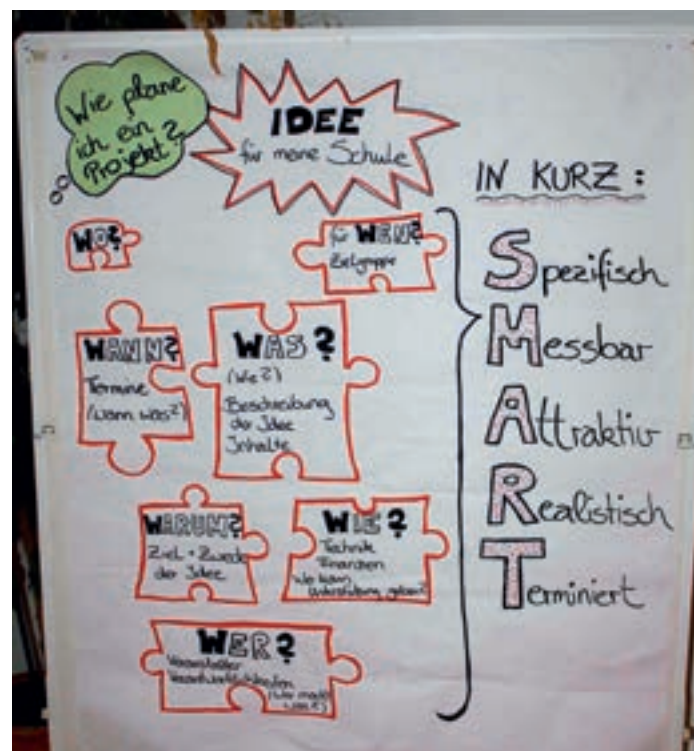 Wie plane
ich ein
Projekt?
IDEE
für meine Schule
WO?
für WEN?
Zielgruppe
WANN?
Termine
(wann was?)
WAS?
(Wie?)
Beschreibung
der Idee
Inhalte
WARUM?
Ziel + Zweck
der Idee
WIE?
Technik
Finanzen
Wo kann
Unterstützung geben?
WER?
Veranstalter
Verantwortlichkeiten
(Wer macht
was?)
IN KURZ:
Spezifisch
Messbar
Attraktiv
Realistisch
Terminiert